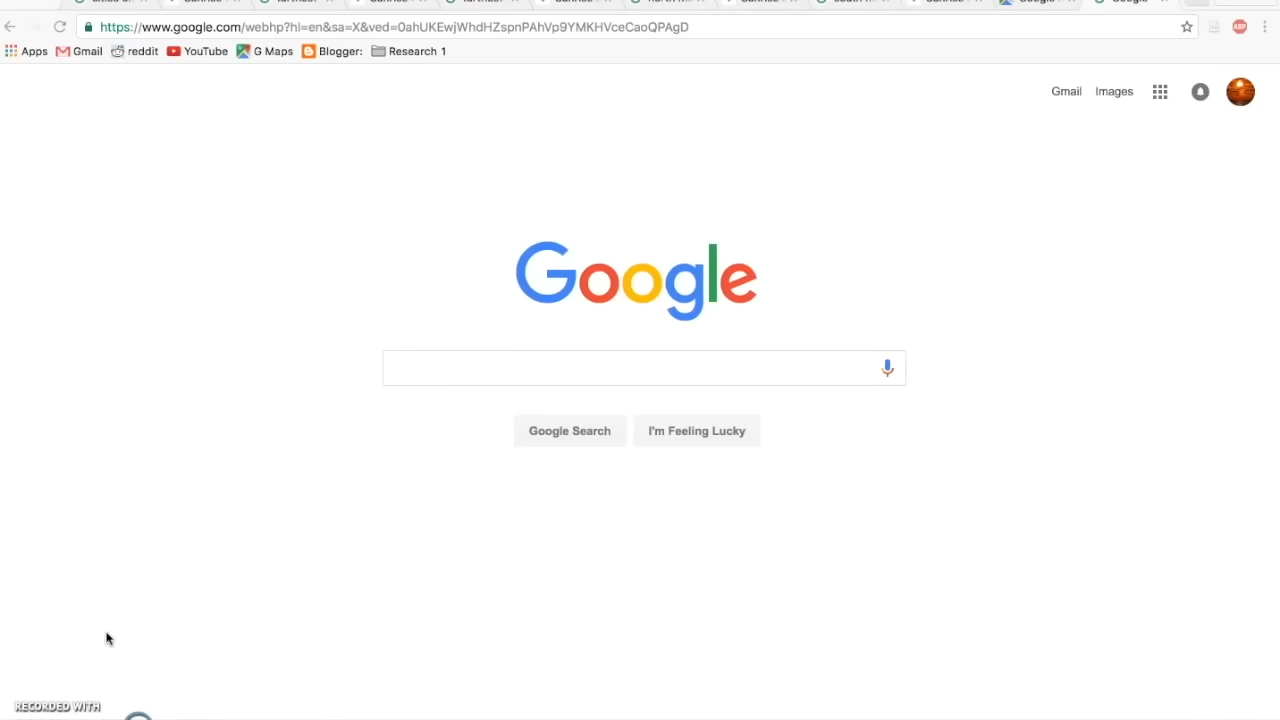 https://www.google.com/webhp?hl=en&sa=X&ved=0ahUKEwjWhdHZspnPAhVp9YMKHVceCaoQPAgD
Apps Gmail reddit YouTube G Maps Blogger: Research 1
Gmail Images
Google
Google Search I'm Feeling Lucky
RECORDED WITH